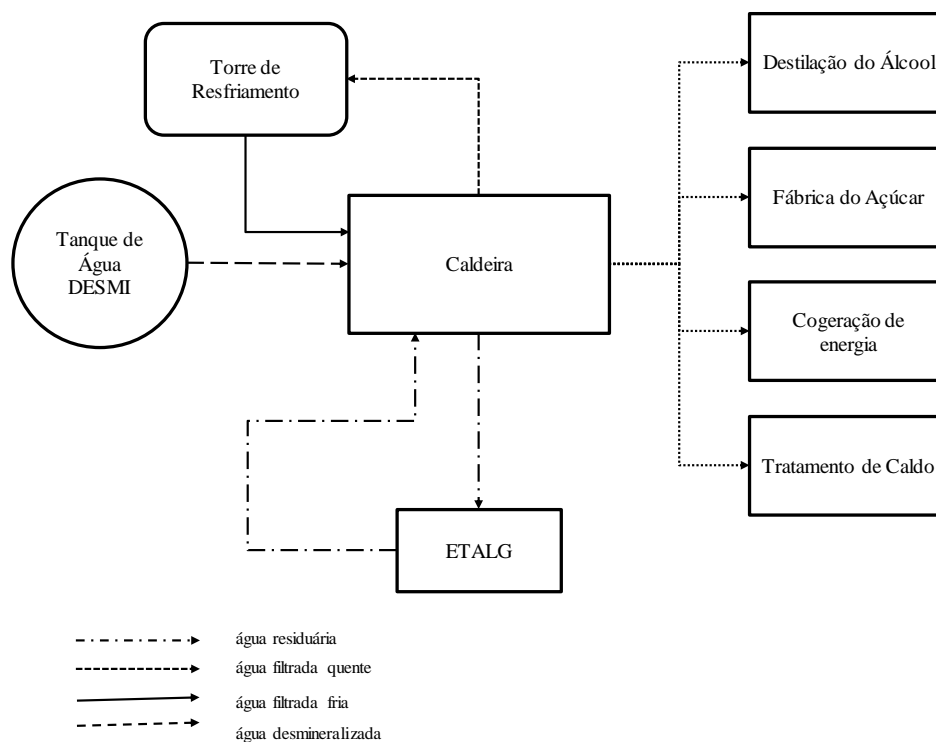 Torre de
Resfriamento
Destilação do Álcool
Fábrica do Açúcar
Tanque de
Água
DESMI
Caldeira
Cogeração de
energia
Tratamento de Caldo
ETALG
água residuária
água filtrada quente
água filtrada fria
água desmineralizada